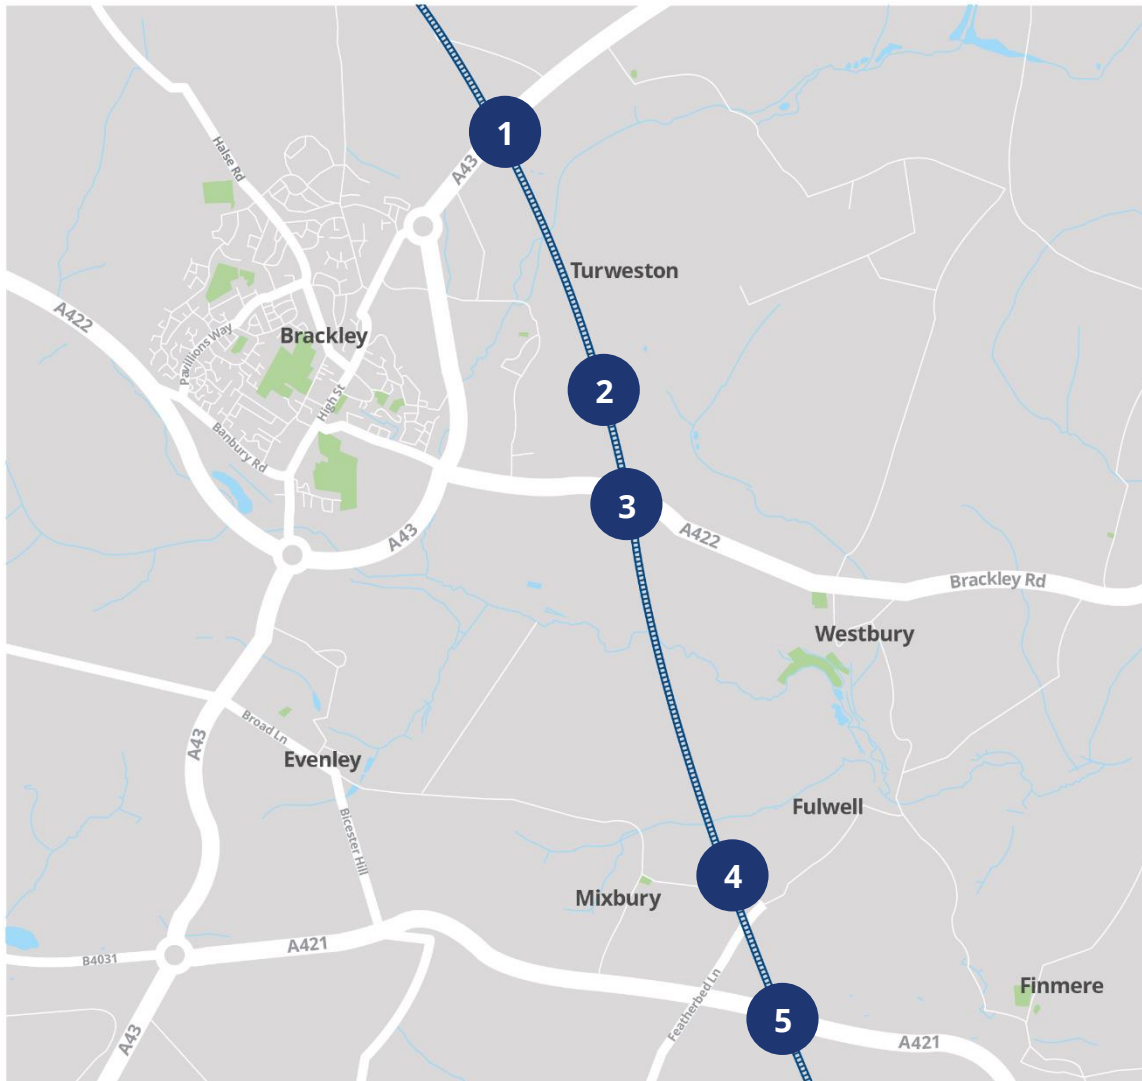 1
A43
Halse Rd
Turweston
A422
Brackley
Pavillions Way
2
High St
Banbury Rd
3
A43
A422
Brackley Rd
Westbury
Broad Ln
A43
Evenley
Fulwell
Bicester Hill
4
Mixbury
A421
B4031
Featherbed Ln
Finmere
5
A43
A421